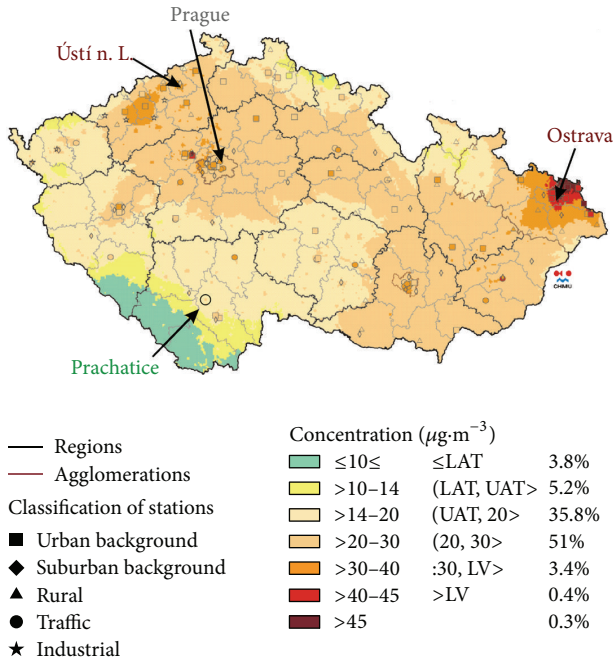 Prague
Ústí n. L.
Ostrava
CHMIU
Prachatice
Regions
Agglomerations
Classification of stations
Urban background
Suburban background
Rural
Traffic
Industrial
Concentration (μg·m⁻³)
≤10≤ ≤LAT 3.8%
>10–14 (LAT, UAT> 5.2%
>14–20 (UAT, 20> 35.8%
>20–30 (20, 30> 51%
>30–40 :30, LV> 3.4%
>40–45 >LV 0.4%
>45 0.3%